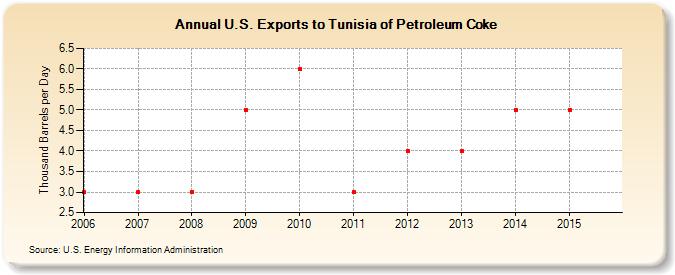 Annual U.S. Exports to Tunisia of Petroleum Coke
Thousand Barrels per Day
6.5
6.0
5.5
5.0
4.5
4.0
3.5
3.0
2.5
2006 2007 2008 2009 2010 2011 2012 2013 2014 2015
Source: U.S. Energy Information Administration